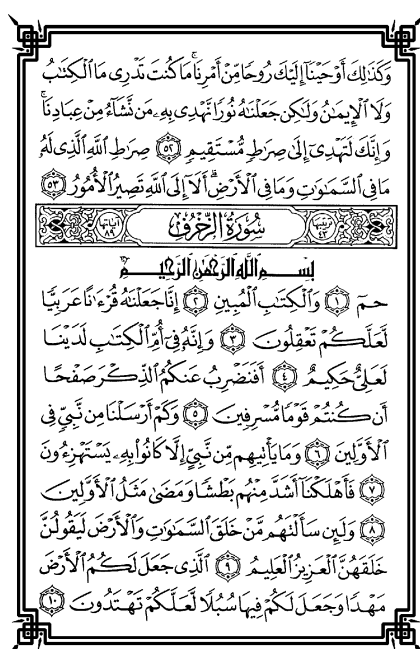 وَكَذَٰلِكَ أَوْحَيْنَآ إِلَيْكَ رُوحًا مِّنْ أَمْرِنَا ۚ مَا كُنتَ تَدْرِى مَا ٱلْكِتَٰبُ
وَلَا ٱلْإِيمَٰنُ وَلَٰكِن جَعَلْنَٰهُ نُورًا نَّهْدِى بِهِۦ مَن نَّشَآءُ مِنْ عِبَادِنَا ۚ
وَإِنَّكَ لَتَهْدِىٓ إِلَىٰ صِرَٰطٍ مُّسْتَقِيمٍ ٥٢ صِرَٰطِ ٱللَّهِ ٱلَّذِى لَهُۥ
مَا فِى ٱلسَّمَٰوَٰتِ وَمَا فِى ٱلْأَرْضِ ۗ أَلَآ إِلَى ٱللَّهِ تَصِيرُ ٱلْأُمُورُ ٥٣
سُورَةُ الزُّخْرُفِ
بِسْمِ ٱللَّهِ ٱلرَّحْمَٰنِ ٱلرَّحِيمِ
حمٓ ١ وَٱلْكِتَٰبِ ٱلْمُبِينِ ٢ إِنَّا جَعَلْنَٰهُ قُرْءَٰنًا عَرَبِيًّا
لَّعَلَّكُمْ تَعْقِلُونَ ٣ وَإِنَّهُۥ فِىٓ أُمِّ ٱلْكِتَٰبِ لَدَيْنَا
لَعَلِىٌّ حَكِيمٌ ٤ أَفَنَضْرِبُ عَنكُمُ ٱلذِّكْرَ صَفْحًا
أَن كُنتُمْ قَوْمًا مُّسْرِفِينَ ٥ وَكَمْ أَرْسَلْنَا مِن نَّبِىٍّ فِى
ٱلْأَوَّلِينَ ٦ وَمَا يَأْتِيهِم مِّن نَّبِىٍّ إِلَّا كَانُوا۟ بِهِۦ يَسْتَهْزِءُونَ
٧ فَأَهْلَكْنَآ أَشَدَّ مِنْهُم بَطْشًا وَمَضَىٰ مَثَلُ ٱلْأَوَّلِينَ
٨ وَلَئِن سَأَلْتَهُم مَّنْ خَلَقَ ٱلسَّمَٰوَٰتِ وَٱلْأَرْضَ لَيَقُولُنَّ
خَلَقَهُنَّ ٱلْعَزِيزُ ٱلْعَلِيمُ ٩ ٱلَّذِى جَعَلَ لَكُمُ ٱلْأَرْضَ
مَهْدًا وَجَعَلَ لَكُمْ فِيهَا سُبُلًا لَّعَلَّكُمْ تَهْتَدُونَ ١٠